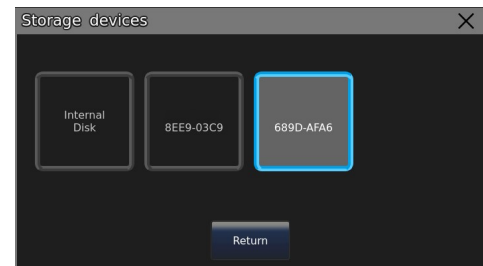 Storage devices
Internal
Disk
8EE9-03C9
689D-AFA6
Return